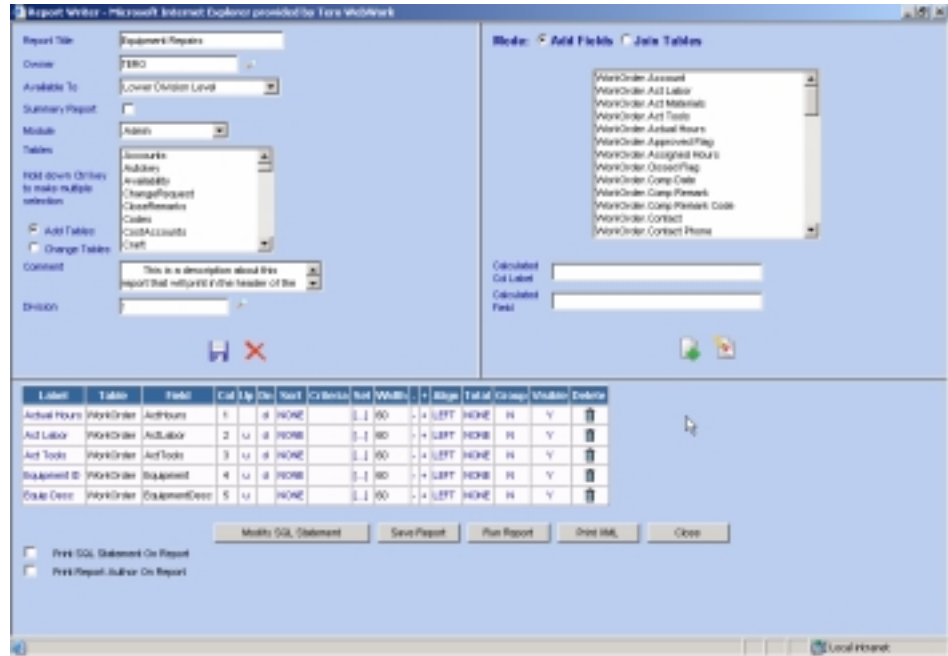 Report Writer - Microsoft Internet Explorer provided by Tero WebWork
Report Title
Equipment Repairs
Owner
TERO
Available To
Lower Division Level
Summary Report
Module
Admin
Tables
Hold down Ctrl key
to make multiple
selection
Accounts
Autokey
Availability
ChangeRequest
CloseRemarks
Codes
CostAccounts
Craft
Add Tables
Change Tables
Comment
This is a description about this
report that will print in the header of the
Division
Mode: Add Fields Join Tables
WorkOrder.Account
WorkOrder.Act Labor
WorkOrder.Act Materials
WorkOrder.Act Tools
WorkOrder.Actual Hours
WorkOrder.Approved Flag
WorkOrder.Assigned Hours
WorkOrder.Closed Flag
WorkOrder.Comp Date
WorkOrder.Comp Remark
WorkOrder.Comp Remark Code
WorkOrder.Contact
WorkOrder.Contact Phone
Calculated
Col Label
Calculated
Field
Label Table Field Col Up Dn Sort Criteria Set Width - + Align Total Group Visible Delete
Actual Hours WorkOrder ActHours 1 d NONE [...] 60 - + LEFT NONE N Y
Act Labor WorkOrder ActLabor 2 u d NONE [...] 60 - + LEFT NONE N Y
Act Tools WorkOrder ActTools 3 u d NONE [...] 60 - + LEFT NONE N Y
Equipment ID WorkOrder Equipment 4 u d NONE [...] 60 - + LEFT NONE N Y
Equip Desc WorkOrder EquipmentDesc 5 u NONE [...] 60 - + LEFT NONE N Y
Modify SQL Statement Save Report Run Report Print XML Close
Print SQL Statement On Report
Print Report Author On Report
Local intranet